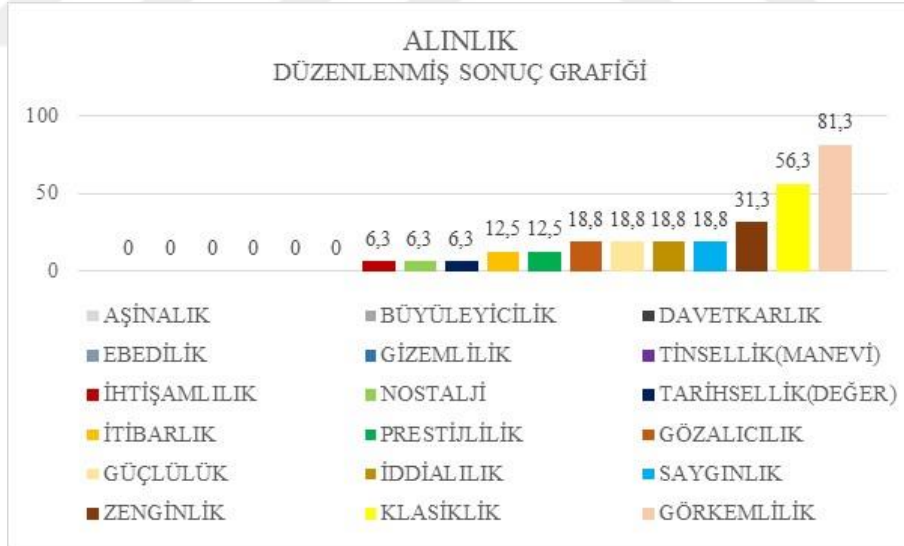 ALINLIK
DÜZENLENMİŞ SONUÇ GRAFİĞİ
100
50
0
0 0 0 0 0 0 6,3 6,3 6,3 12,5 12,5 18,8 18,8 18,8 18,8 31,3 56,3 81,3
AŞİNALIK BÜYÜLEYİCİLİK DAVETKARLIK
EBEDİLİK GİZEMLİLİK TİNSELLİK(MANEVİ)
İHTİŞAMLILIK NOSTALJİ TARİHSELLİK(DEĞER)
İTİBARLIK PRESTİJLİLİK GÖZALICILIK
GÜÇLÜLÜK İDDİALILIK SAYGINLIK
ZENGİNLİK KLASİKLİK GÖRKEMLİLİK